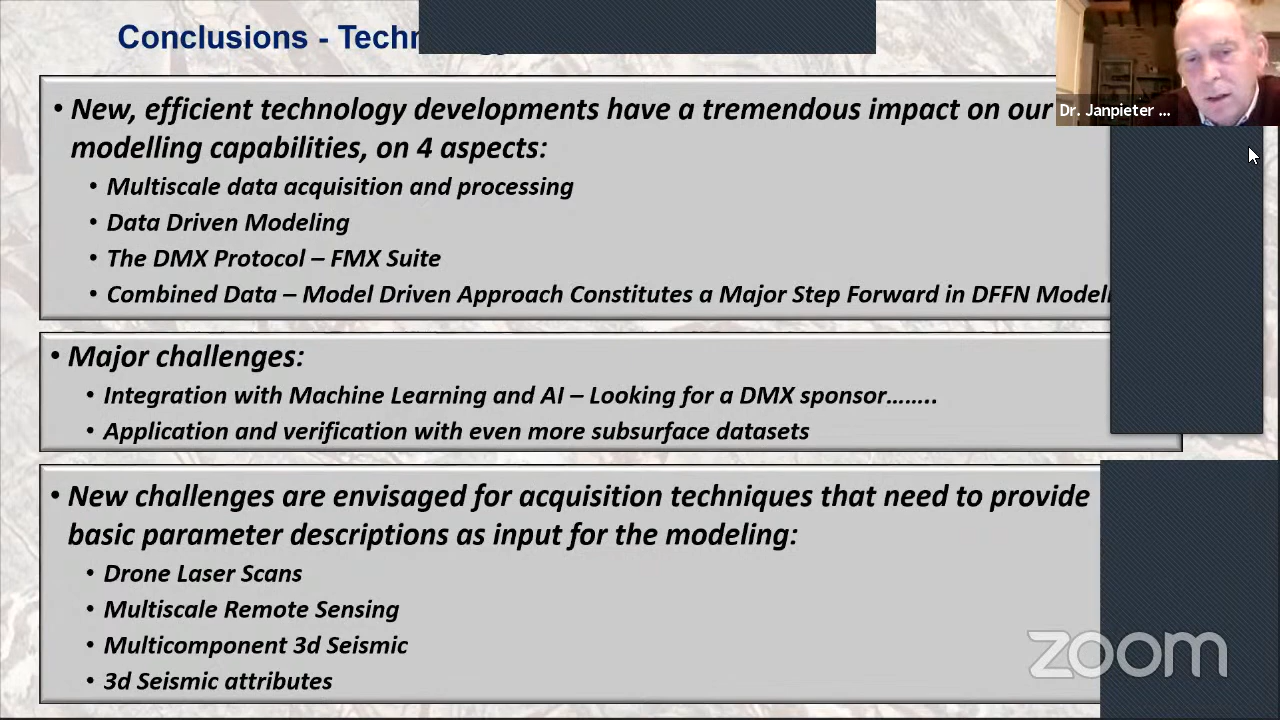 Conclusions - Techn
Dr. Janpieter ...
• New, efficient technology developments have a tremendous impact on our
modelling capabilities, on 4 aspects:
• Multiscale data acquisition and processing
• Data Driven Modeling
• The DMX Protocol – FMX Suite
• Combined Data – Model Driven Approach Constitutes a Major Step Forward in DFFN Modeli
• Major challenges:
• Integration with Machine Learning and AI – Looking for a DMX sponsor……..
• Application and verification with even more subsurface datasets
• New challenges are envisaged for acquisition techniques that need to provide
basic parameter descriptions as input for the modeling:
• Drone Laser Scans
• Multiscale Remote Sensing
• Multicomponent 3d Seismic
• 3d Seismic attributes
zoom